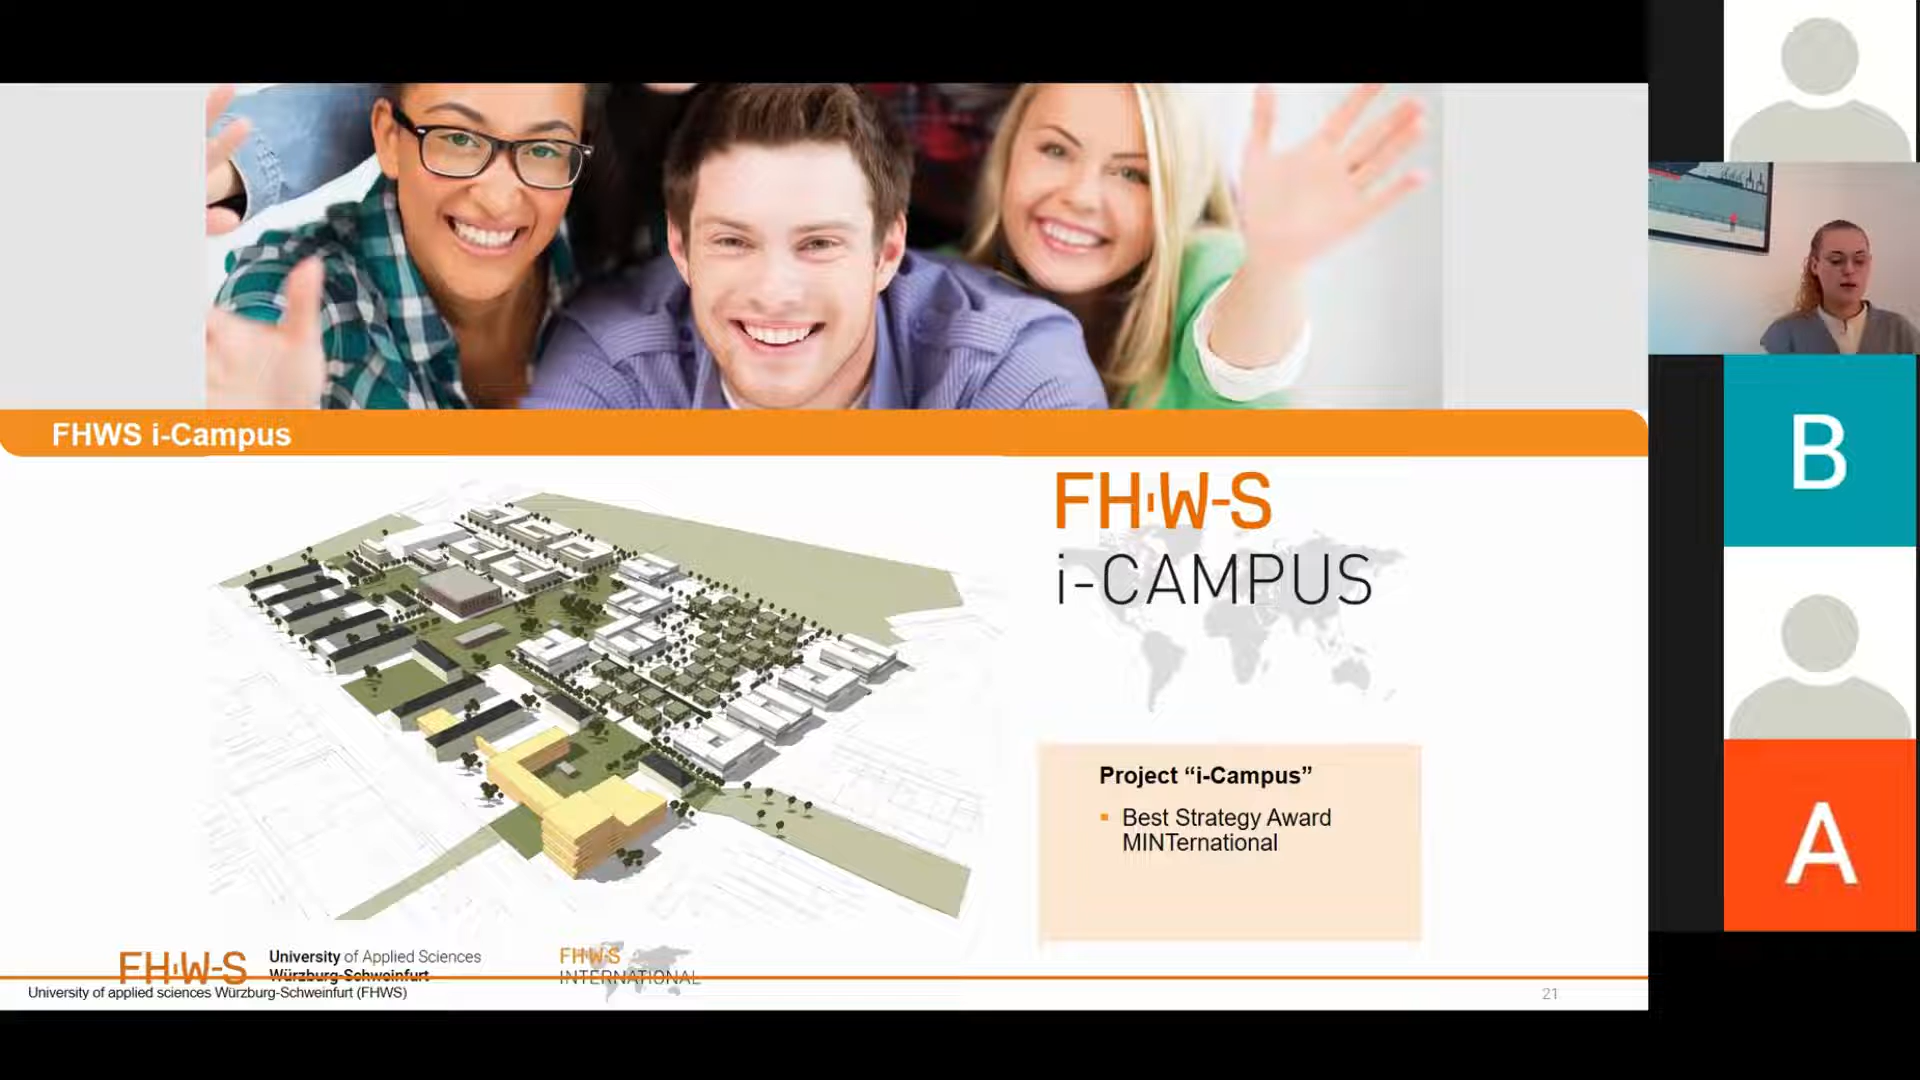 FHWS i-Campus
FH·W-S
i-CAMPUS
Project “i-Campus”
▪ Best Strategy Award
MINTernational
FH·W-S
University of Applied Sciences
Würzburg-Schweinfurt
FH·W-S
INTERNATIONAL
University of applied sciences Würzburg-Schweinfurt (FHWS)
21
B
A